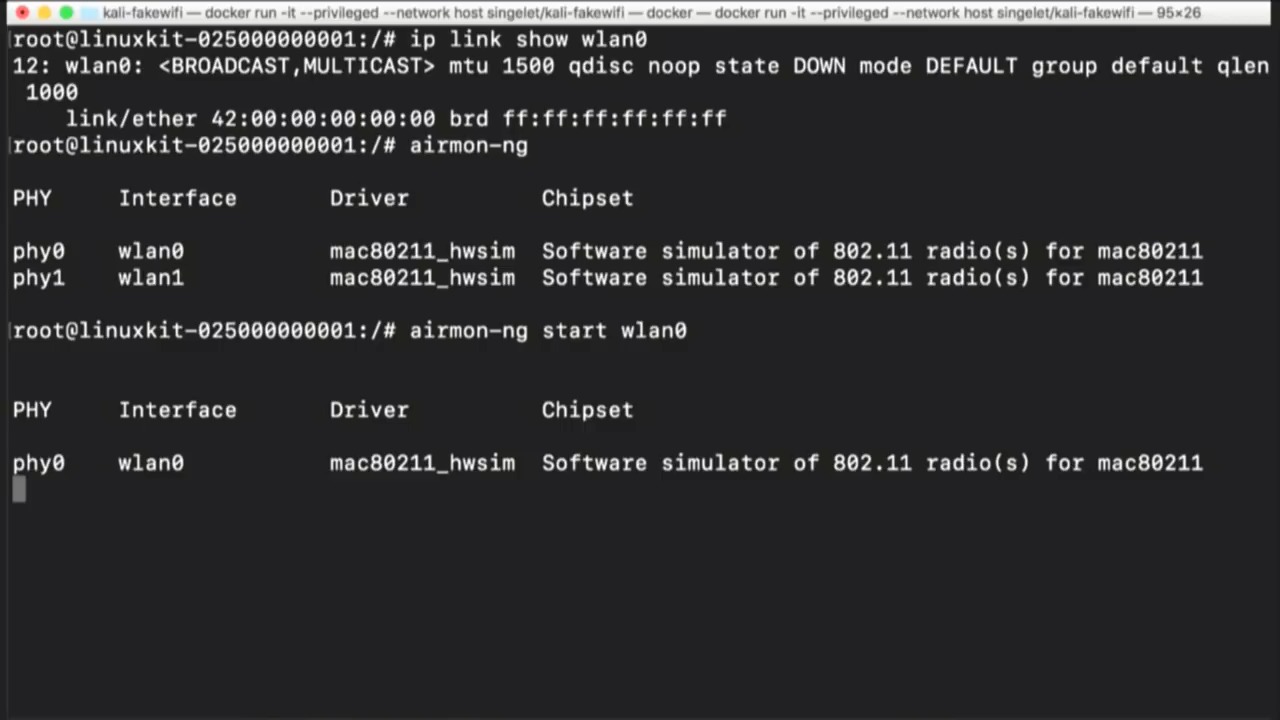 kali-fakewifi — docker run -it --privileged --network host singelet/kali-fakewifi — docker — docker run -it --privileged --network host singelet/kali-fakewifi — 95×26
root@linuxkit-025000000001:/# ip link show wlan0
12: wlan0: <BROADCAST,MULTICAST> mtu 1500 qdisc noop state DOWN mode DEFAULT group default qlen
1000
link/ether 42:00:00:00:00:00 brd ff:ff:ff:ff:ff:ff
root@linuxkit-025000000001:/# airmon-ng
PHY Interface Driver Chipset
phy0 wlan0 mac80211_hwsim Software simulator of 802.11 radio(s) for mac80211
phy1 wlan1 mac80211_hwsim Software simulator of 802.11 radio(s) for mac80211
root@linuxkit-025000000001:/# airmon-ng start wlan0
PHY Interface Driver Chipset
phy0 wlan0 mac80211_hwsim Software simulator of 802.11 radio(s) for mac80211